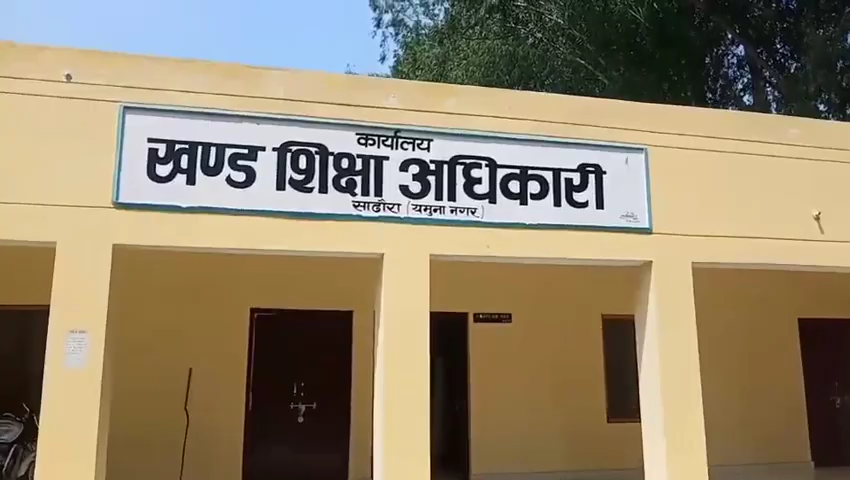 कार्यालय
खण्ड शिक्षा अधिकारी
साढौरा (यमुना नगर)